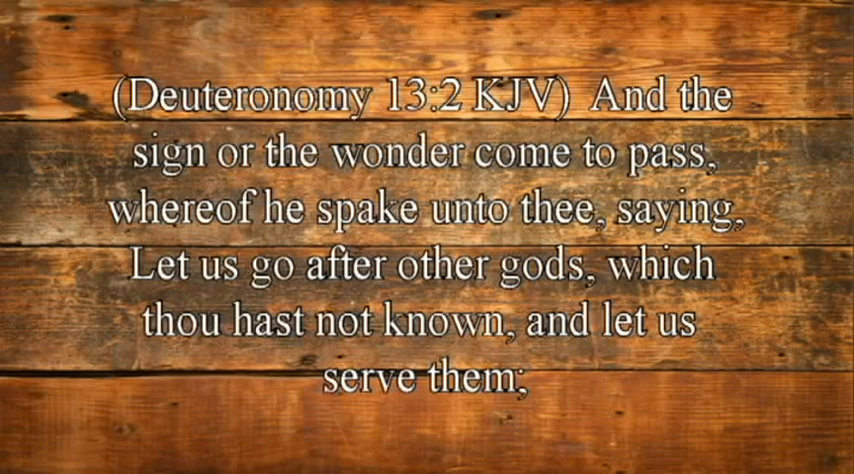 (Deuteronomy 13:2 KJV)  And the
sign or the wonder come to pass,
whereof he spake unto thee, saying,
Let us go after other gods, which
thou hast not known, and let us
serve them;